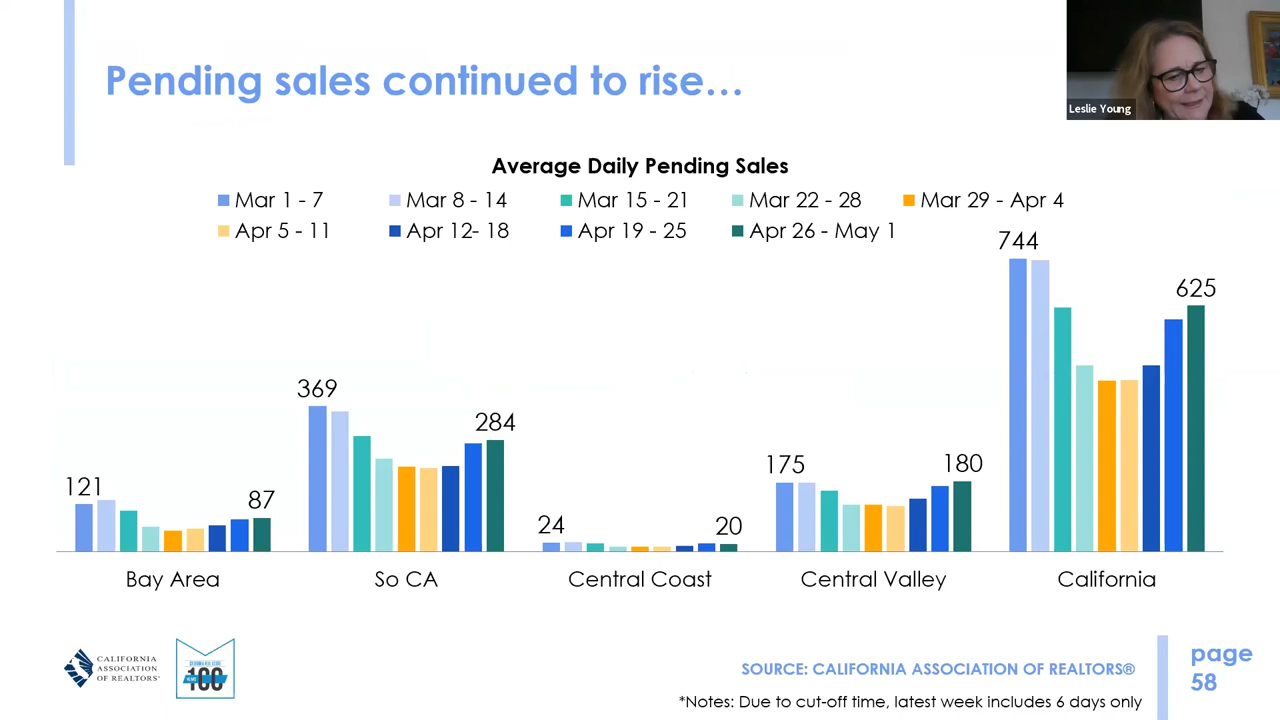 Pending sales continued to rise…
Leslie Young
Average Daily Pending Sales
Mar 1 - 7
Mar 8 - 14
Mar 15 - 21
Mar 22 - 28
Mar 29 - Apr 4
Apr 5 - 11
Apr 12- 18
Apr 19 - 25
Apr 26 - May 1
121
87
369
284
24
20
175
180
744
625
Bay Area
So CA
Central Coast
Central Valley
California
CALIFORNIA
ASSOCIATION
OF REALTORS®
100
SOURCE: CALIFORNIA ASSOCIATION OF REALTORS®
*Notes: Due to cut-off time, latest week includes 6 days only
page
58